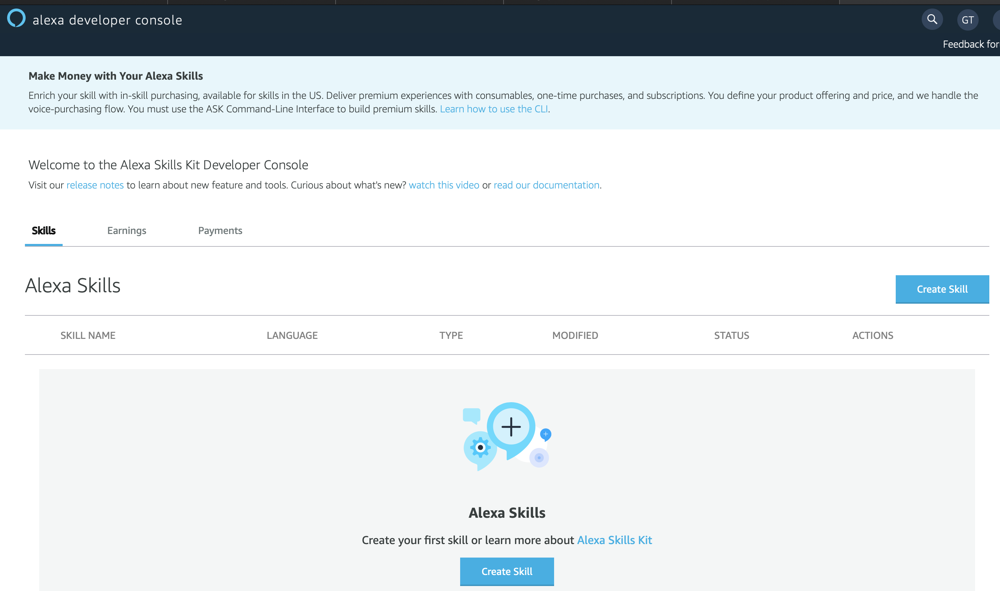 alexa developer console
GT
Feedback for
Make Money with Your Alexa Skills
Enrich your skill with in-skill purchasing, available for skills in the US. Deliver premium experiences with consumables, one-time purchases, and subscriptions. You define your product offering and price, and we handle the
voice-purchasing flow. You must use the ASK Command-Line Interface to build premium skills. Learn how to use the CLI.
Welcome to the Alexa Skills Kit Developer Console
Visit our release notes to learn about new feature and tools. Curious about what's new? watch this video or read our documentation.
Skills Earnings Payments
Alexa Skills
Create Skill
SKILL NAME LANGUAGE TYPE MODIFIED STATUS ACTIONS
Alexa Skills
Create your first skill or learn more about Alexa Skills Kit
Create Skill